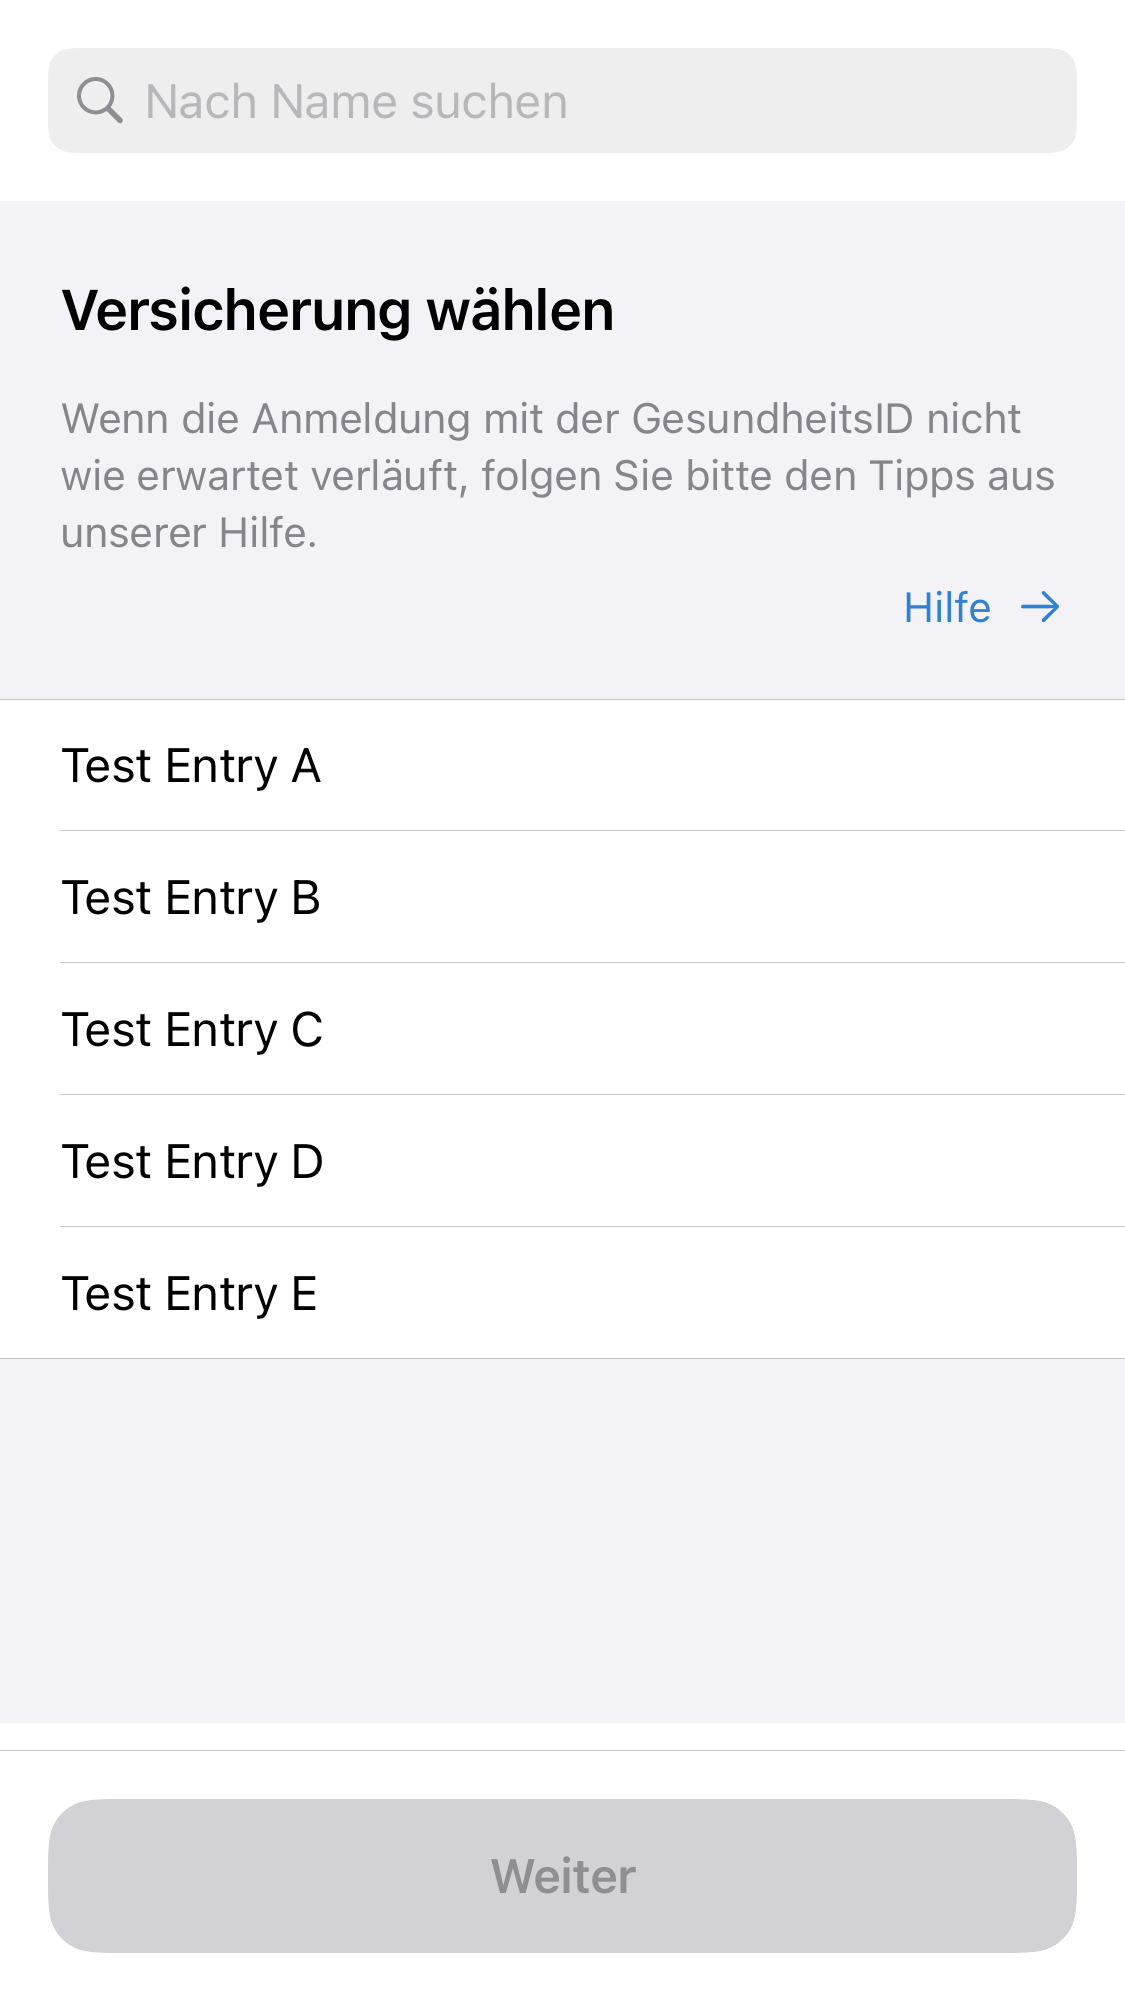 Nach Name suchen
Versicherung wählen
Wenn die Anmeldung mit der GesundheitsID nicht
wie erwartet verläuft, folgen Sie bitte den Tipps aus
unserer Hilfe.
Hilfe →
Test Entry A
Test Entry B
Test Entry C
Test Entry D
Test Entry E
Weiter